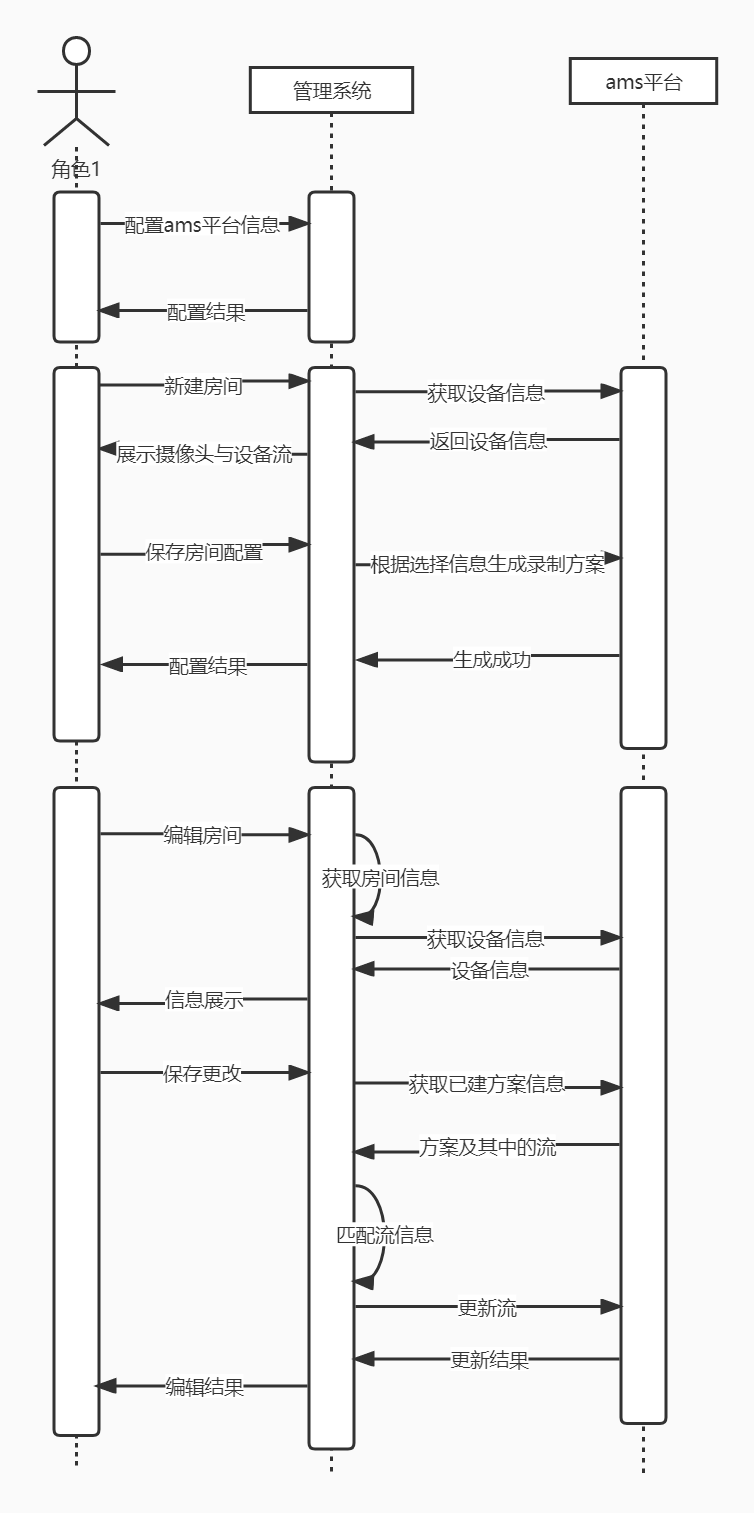 管理系统
ams平台
角色1
配置ams平台信息
配置结果
新建房间
获取设备信息
返回设备信息
展示摄像头与设备流
保存房间配置
根据选择信息生成录制方案
生成成功
配置结果
编辑房间
获取房间信息
获取设备信息
设备信息
信息展示
保存更改
获取已建方案信息
方案及其中的流
匹配流信息
更新流
更新结果
编辑结果